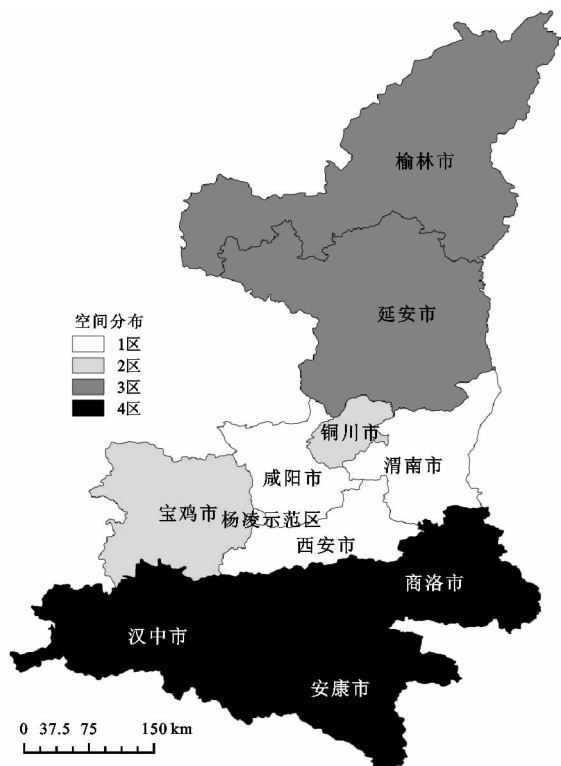 榆林市
延安市
空间分布
1区
2区
3区
4区
铜川市
渭南市
咸阳市
宝鸡市
杨凌示范区
西安市
商洛市
汉中市
安康市
0 37.5 75 150 km